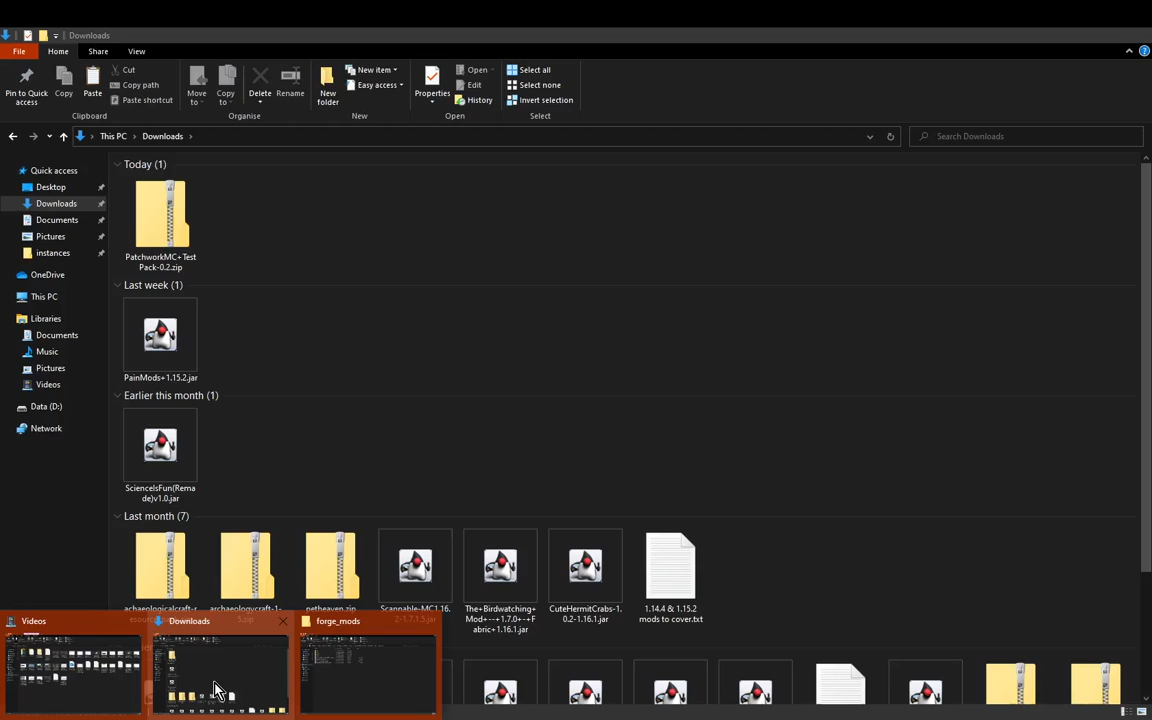 Downloads
File Home Share View
Pin to Quick access
Copy
Paste
Cut
Copy path
Paste shortcut
Clipboard
Move to
Copy to
Delete
Rename
Organise
New folder
New item
Easy access
New
Properties
Open
Edit
History
Open
Select all
Select none
Invert selection
Select
This PC > Downloads >
Search Downloads
Quick access
Desktop
Downloads
Documents
Pictures
instances
OneDrive
This PC
Libraries
Documents
Music
Pictures
Videos
Data (D:)
Network
Today (1)
PatchworkMC+Test
Pack-0.2.zip
Last week (1)
PainMods+1.15.2.jar
Earlier this month (1)
ScienceIsFun(Rema
de)v1.0.jar
Last month (7)
archaeologicalcraft-r
archaeologycraft-1-
netheaven.zip
Scannable-MC1.16.
2-1.7.1.5.jar
The+Birdwatching+
Mod+--+1.7.0+--+F
abric+1.16.1.jar
CuteHermitCrabs-1.
0.2-1.16.1.jar
1.14.4 & 1.15.2
mods to cover.txt
Videos
Downloads
forge_mods